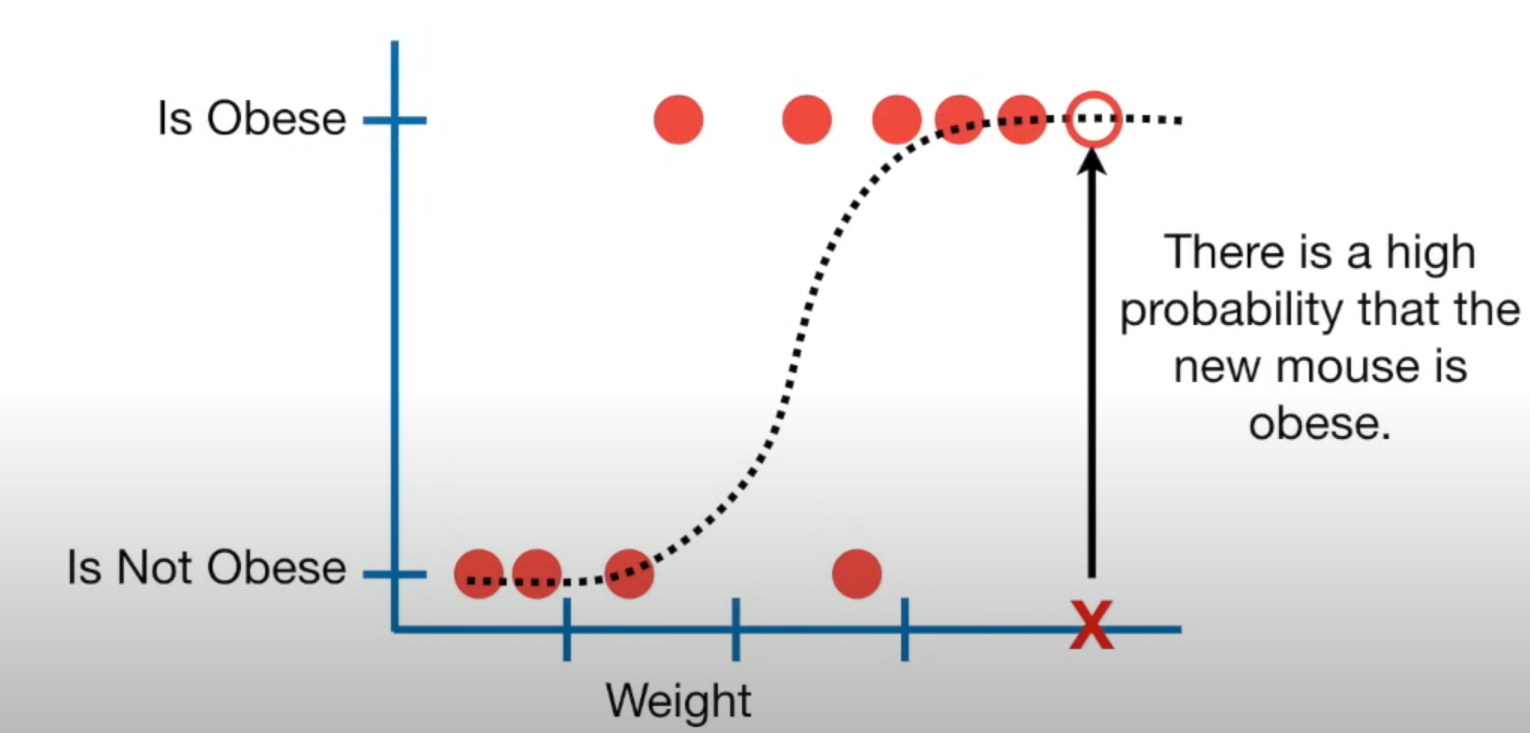 Is Obese
There is a high
probability that the
new mouse is
obese.
Is Not Obese
X
Weight